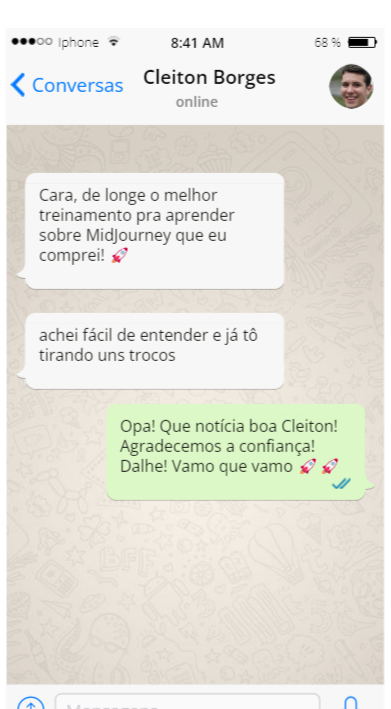 Iphone
8:41 AM
68 %
Conversas
Cleiton Borges
online
Cara, de longe o melhor
treinamento pra aprender
sobre MidJourney que eu
comprei! 🚀
achei fácil de entender e já tô
tirando uns trocos
Opa! Que notícia boa Cleiton!
Agradecemos a confiança!
Dalhe! Vamo que vamo 🚀 🚀
BFF